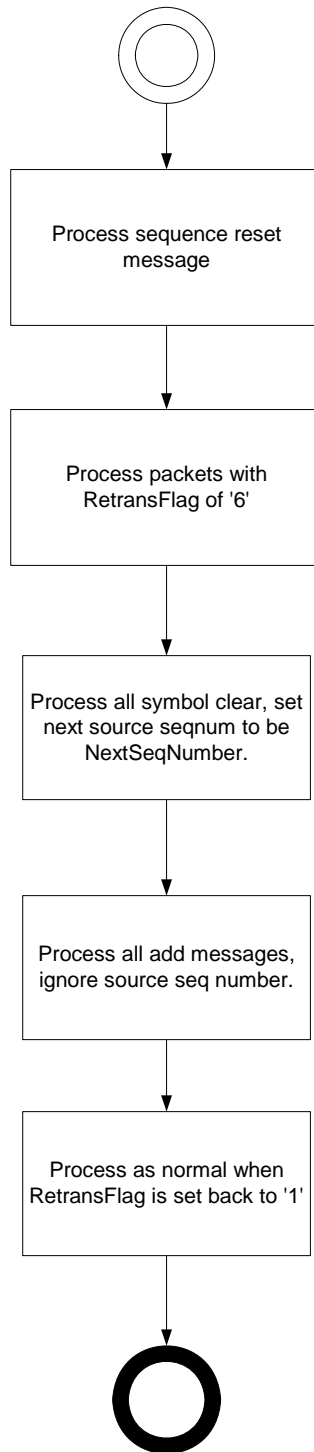 Process sequence reset
message
Process packets with
RetransFlag of '6'
Process all symbol clear, set
next source seqnum to be
NextSeqNumber.
Process all add messages,
ignore source seq number.
Process as normal when
RetransFlag is set back to '1'